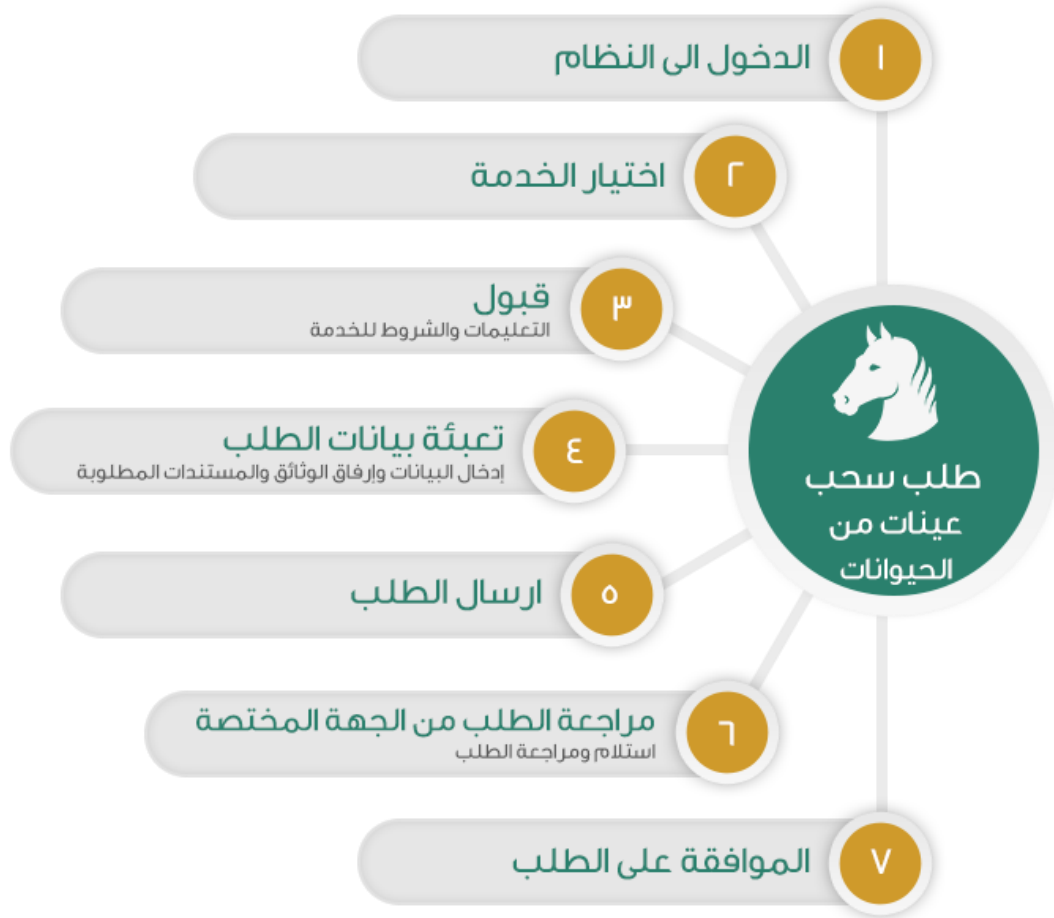 ١
الدخول الى النظام
٢
اختيار الخدمة
٣
قبول
التعليمات والشروط للخدمة
٤
تعبئة بيانات الطلب
إدخال البيانات وإرفاق الوثائق والمستندات المطلوبة
٥
ارسال الطلب
٦
مراجعة الطلب من الجهة المختصة
استلام ومراجعة الطلب
٧
الموافقة على الطلب
طلب سحب
عينات من
الحيوانات